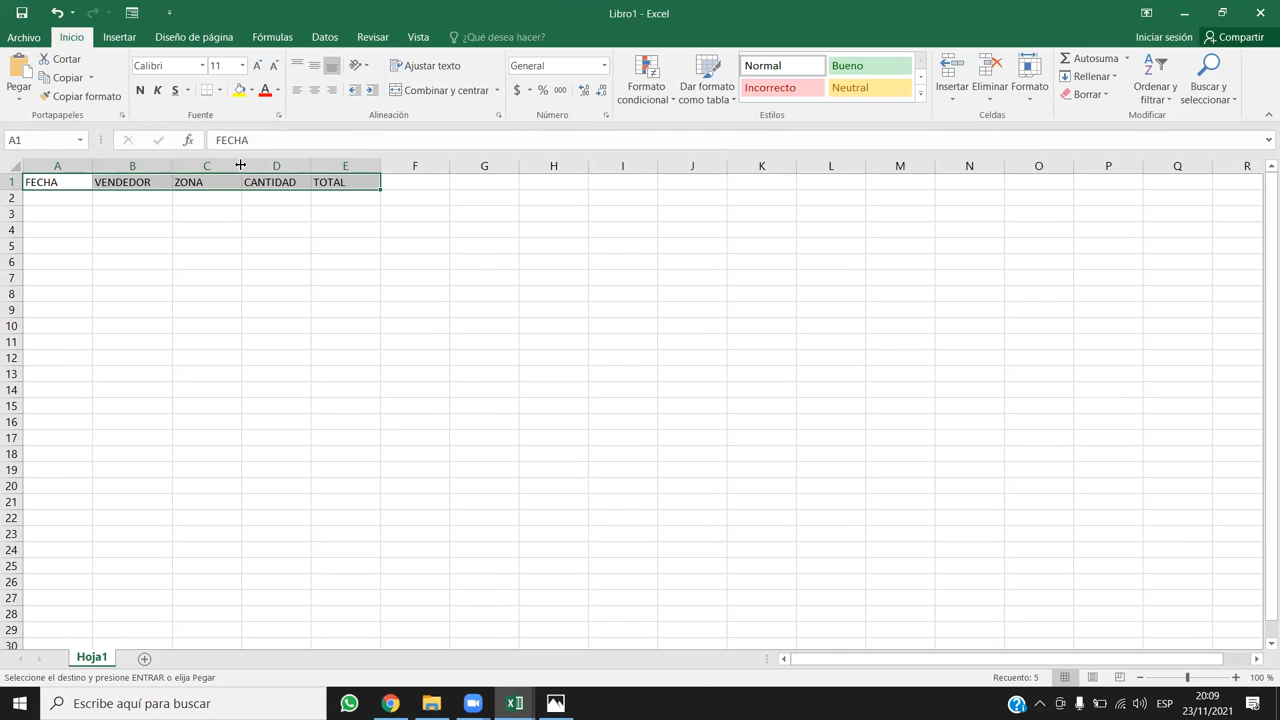 Libro1 - Excel
Archivo Inicio Insertar Diseño de página Fórmulas Datos Revisar Vista ¿Qué desea hacer? Iniciar sesión Compartir
Pegar
Cortar
Copiar
Copiar formato
Portapapeles
Calibri 11
N K S
Fuente
Ajustar texto
Combinar y centrar
Alineación
General
$ % 000
Número
Formato condicional
Dar formato como tabla
Normal Bueno
Incorrecto Neutral
Estilos
Insertar Eliminar Formato
Celdas
Autosuma
Rellenar
Borrar
Ordenar y filtrar
Buscar y seleccionar
Modificar
A1 fx FECHA
A B C D E F G H I J K L M N O P Q R
1 FECHA VENDEDOR ZONA CANTIDAD TOTAL
2
3
4
5
6
7
8
9
10
11
12
13
14
15
16
17
18
19
20
21
22
23
24
25
26
27
28
29
30
Hoja1
Seleccione el destino y presione ENTRAR o elija Pegar Recuento: 5 100 %
Escribe aquí para buscar ESP 20:09
23/11/2021